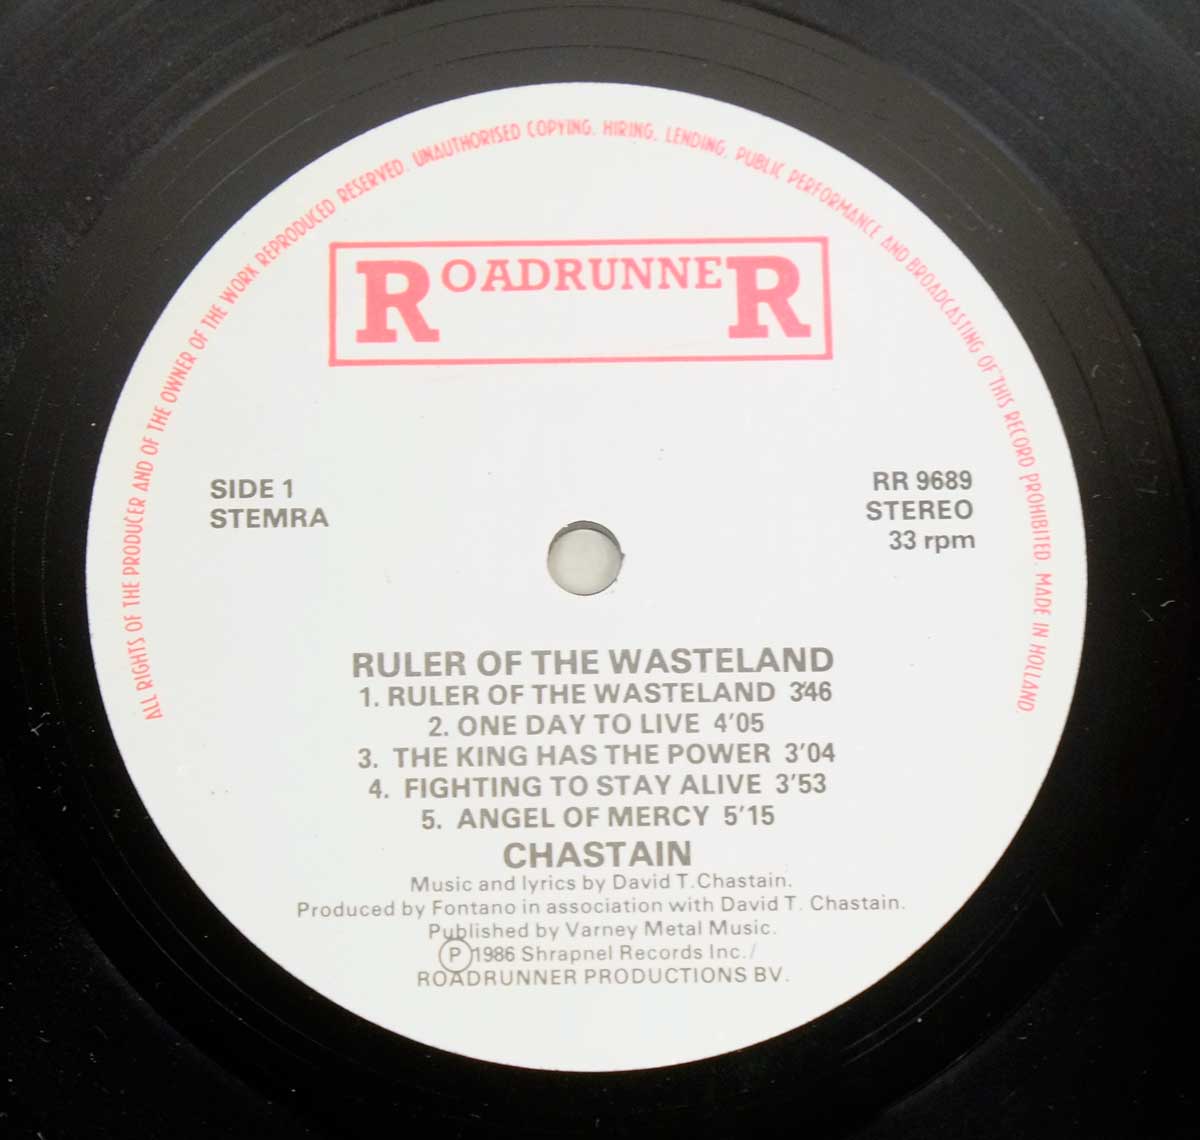 ALL RIGHTS OF THE PRODUCER AND OF THE OWNER OF THE WORK REPRODUCED RESERVED. UNAUTHORISED COPYING, HIRING, LENDING, PUBLIC PERFORMANCE AND BROADCASTING OF THIS RECORD PROHIBITED. MADE IN HOLLAND.
ROADRUNNER
SIDE 1
STEMRA
RR 9689
STEREO
33 rpm
RULER OF THE WASTELAND
1. RULER OF THE WASTELAND 3'46
2. ONE DAY TO LIVE 4'05
3. THE KING HAS THE POWER 3'04
4. FIGHTING TO STAY ALIVE 3'53
5. ANGEL OF MERCY 5'15
CHASTAIN
Music and lyrics by David T. Chastain.
Produced by Fontano in association with David T. Chastain.
Published by Varney Metal Music.
Ⓟ1986 Shrapnel Records Inc./
ROADRUNNER PRODUCTIONS BV.